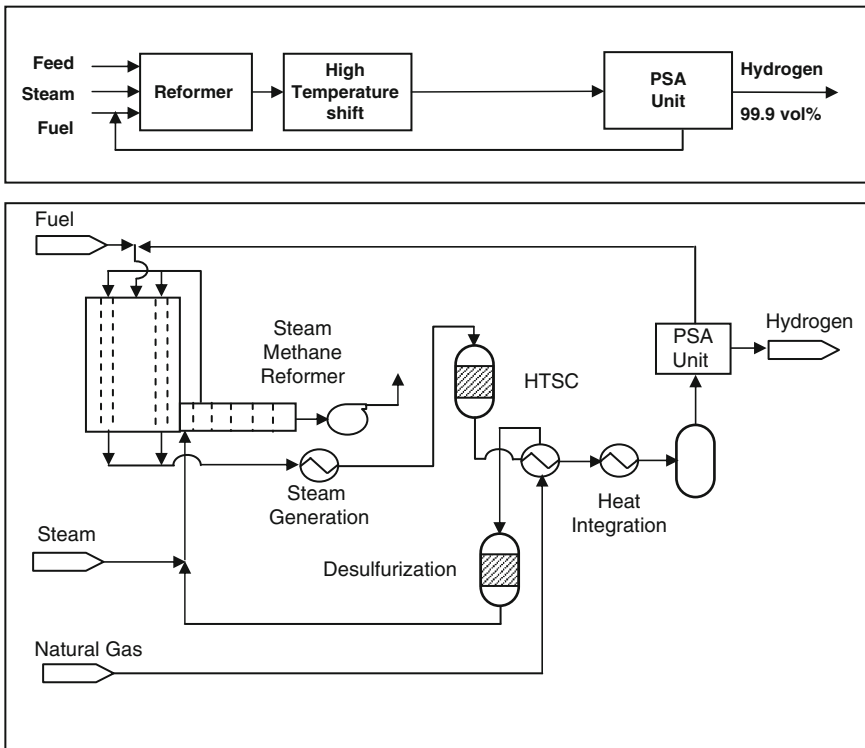 Feed
Steam
Fuel
Reformer
High
Temperature
shift
PSA
Unit
Hydrogen
99.9 vol%
Fuel
Steam
Methane
Reformer
HTSC
PSA
Unit
Hydrogen
Steam
Generation
Heat
Integration
Steam
Desulfurization
Natural Gas